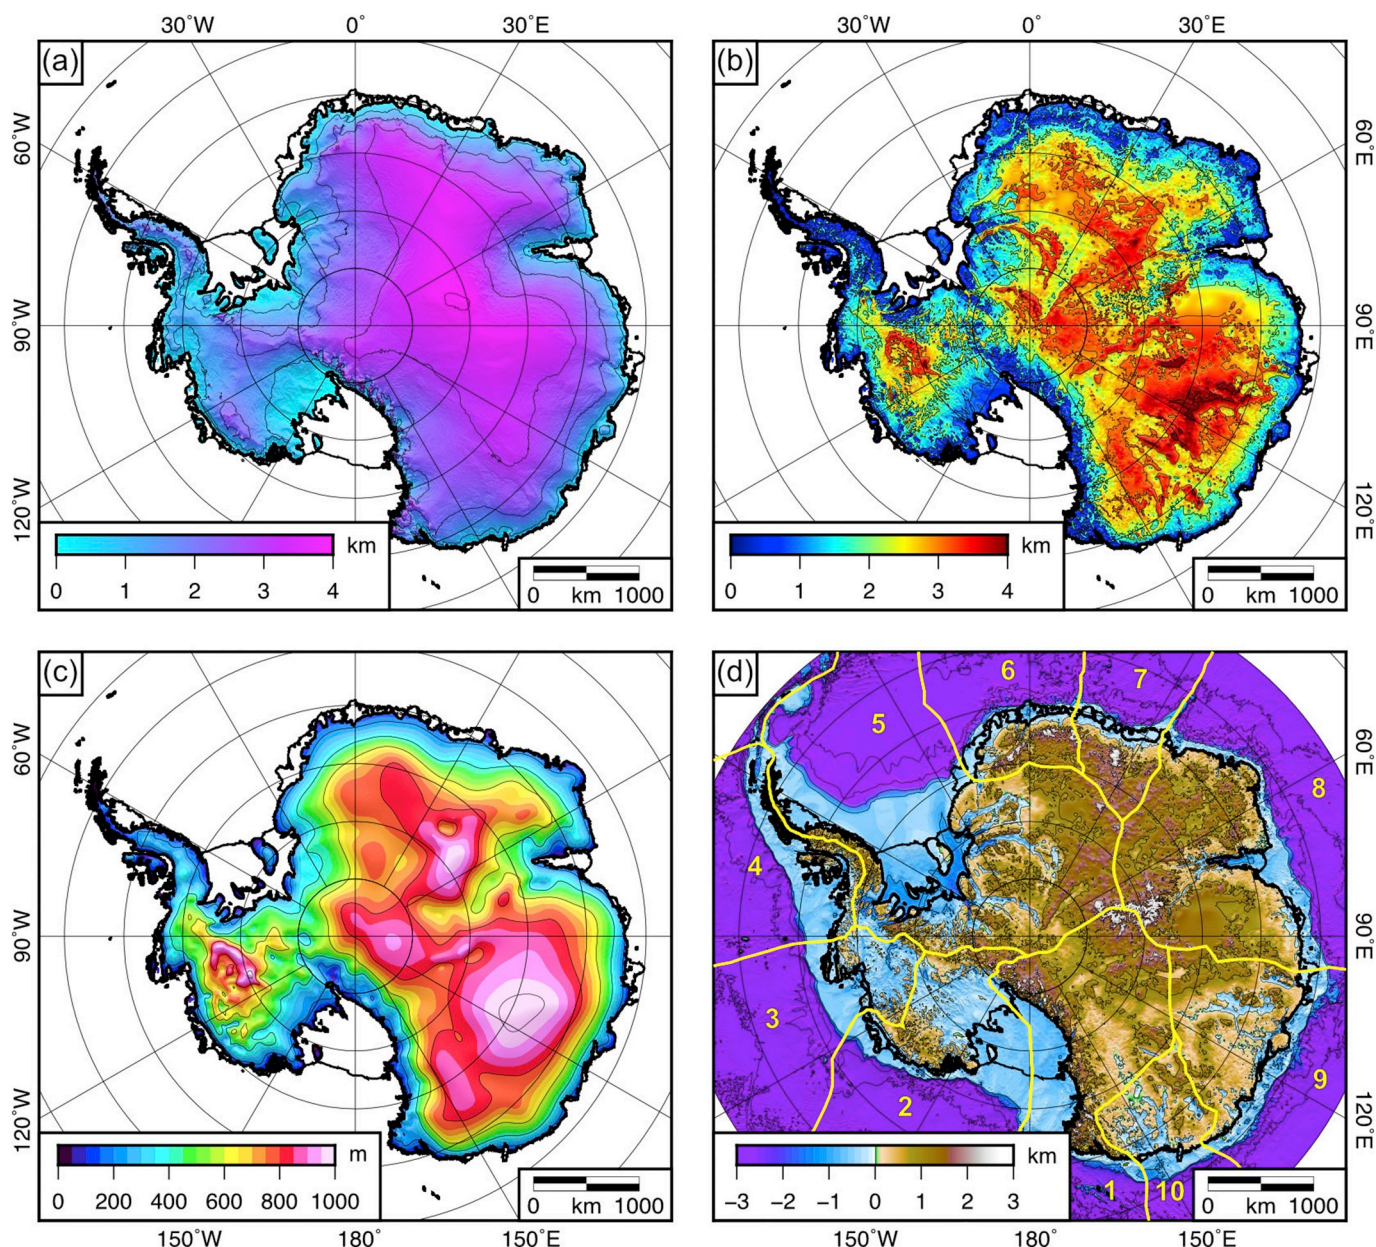 30°W 0° 30°E 30°W 0° 30°E
(a) (b)
60°W 60°E
90°W 90°E
120°W 120°E
km km
0 1 2 3 4 0 1 2 3 4
0 km 1000 0 km 1000
(c) (d)
6 7
5
60°W 60°E
8
4
90°W 90°E
3
9
2
120°W 120°E
m km
0 200 400 600 800 1000 −3 −2 −1 0 1 2 3
1 10
0 km 1000 0 km 1000
150°W 180° 150°E 150°W 180° 150°E